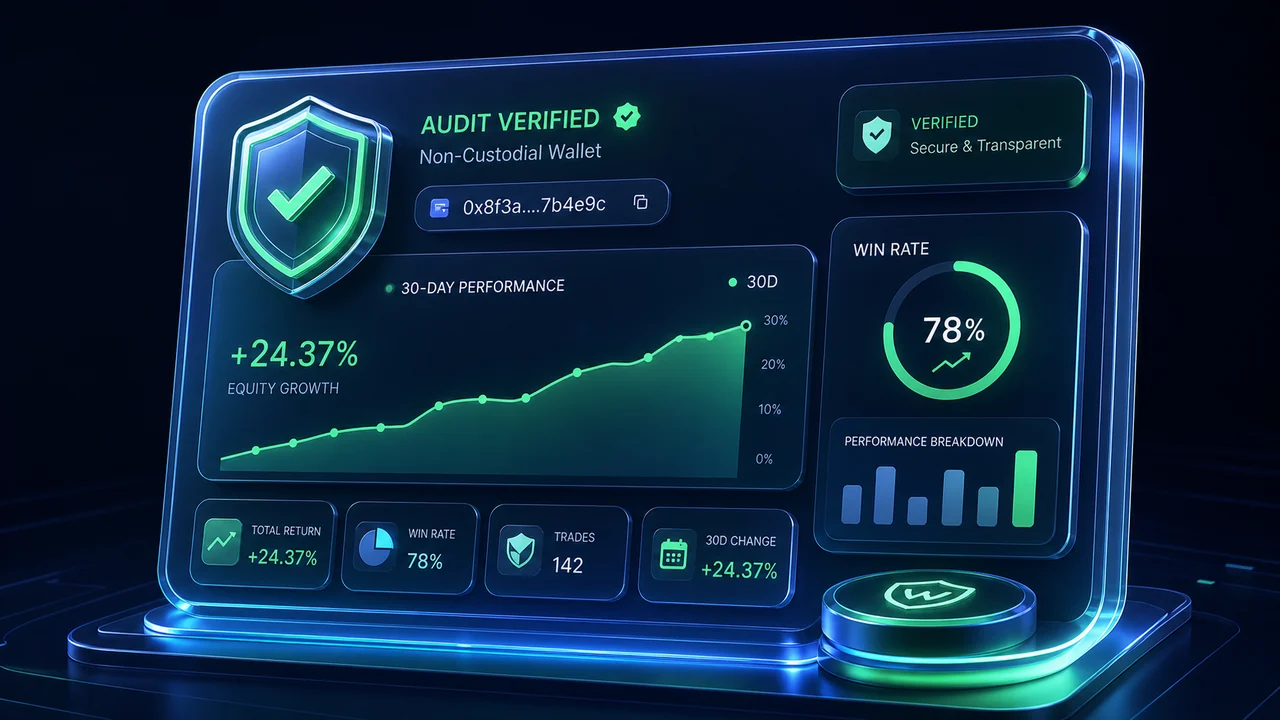 AUDIT VERIFIED
Non-Custodial Wallet
0x8f3a....7b4e9c
VERIFIED
Secure & Transparent
30-DAY PERFORMANCE
30D
+24.37%
EQUITY GROWTH
30%
20%
10%
0%
WIN RATE
78%
PERFORMANCE BREAKDOWN
TOTAL RETURN
+24.37%
WIN RATE
78%
TRADES
142
30D CHANGE
+24.37%